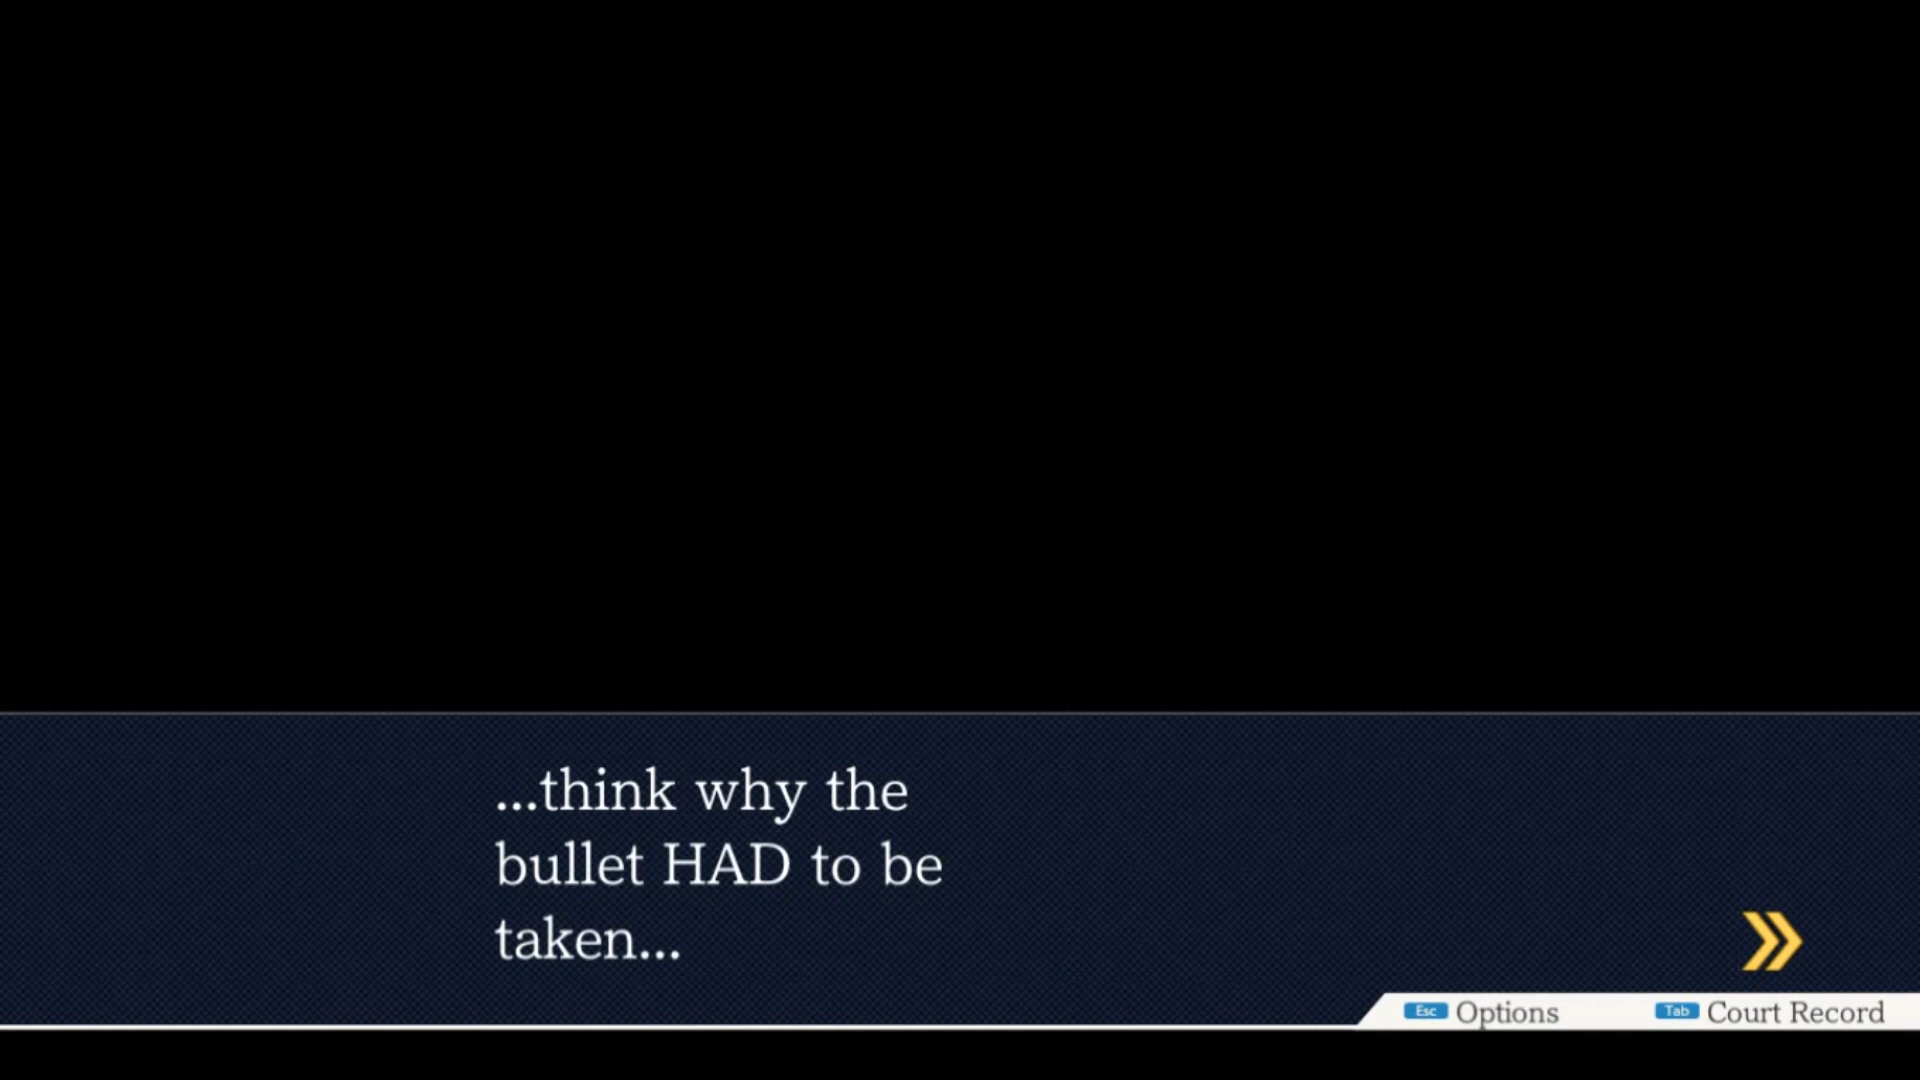 ...think why the
bullet HAD to be
taken...
Esc Options Tab Court Record